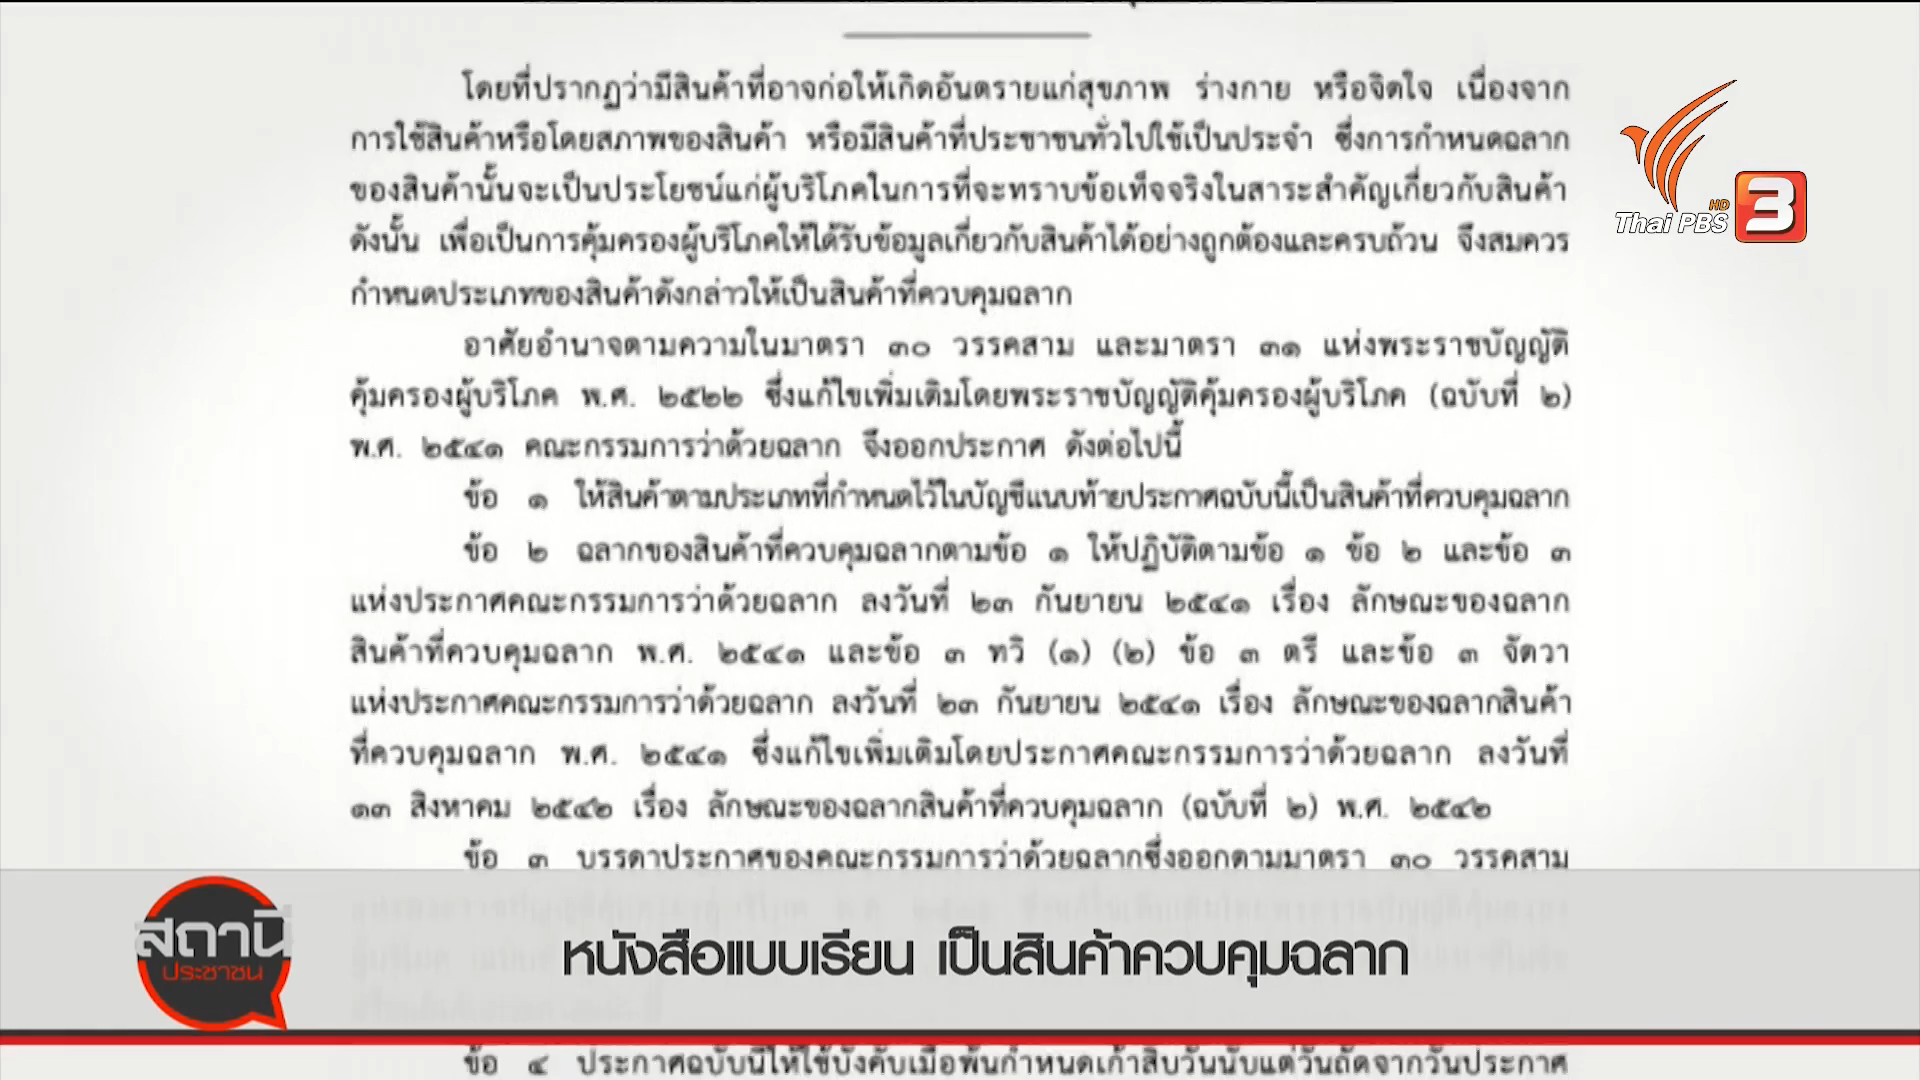 โดยที่ปรากฏว่ามีสินค้าที่อาจก่อให้เกิดอันตรายแก่สุขภาพ ร่างกาย หรือจิตใจ เนื่องจาก
การใช้สินค้าหรือโดยสภาพของสินค้า หรือมีสินค้าที่ประชาชนทั่วไปใช้เป็นประจำ ซึ่งการกำหนดฉลาก
ของสินค้านั้นจะเป็นประโยชน์แก่ผู้บริโภคในการที่จะทราบข้อเท็จจริงในสาระสำคัญเกี่ยวกับสินค้า
ดังนั้น เพื่อเป็นการคุ้มครองผู้บริโภคให้ได้รับข้อมูลเกี่ยวกับสินค้าได้อย่างถูกต้องและครบถ้วน จึงสมควร
กำหนดประเภทของสินค้าดังกล่าวให้เป็นสินค้าที่ควบคุมฉลาก
อาศัยอำนาจตามความในมาตรา ๓๐ วรรคสาม และมาตรา ๓๑ แห่งพระราชบัญญัติ
คุ้มครองผู้บริโภค พ.ศ. ๒๕๒๒ ซึ่งแก้ไขเพิ่มเติมโดยพระราชบัญญัติคุ้มครองผู้บริโภค (ฉบับที่ ๒)
พ.ศ. ๒๕๔๑ คณะกรรมการว่าด้วยฉลาก จึงออกประกาศ ดังต่อไปนี้
ข้อ ๑ ให้สินค้าตามประเภทที่กำหนดไว้ในบัญชีแนบท้ายประกาศฉบับนี้เป็นสินค้าที่ควบคุมฉลาก
ข้อ ๒ ฉลากของสินค้าที่ควบคุมฉลากตามข้อ ๑ ให้ปฏิบัติตามข้อ ๑ ข้อ ๒ และข้อ ๓
แห่งประกาศคณะกรรมการว่าด้วยฉลาก ลงวันที่ ๒๓ กันยายน ๒๕๔๑ เรื่อง ลักษณะของฉลาก
สินค้าที่ควบคุมฉลาก พ.ศ. ๒๕๔๑ และข้อ ๓ ทวิ (๑) (๒) ข้อ ๓ ตรี และข้อ ๓ จัตวา
แห่งประกาศคณะกรรมการว่าด้วยฉลาก ลงวันที่ ๒๓ กันยายน ๒๕๔๑ เรื่อง ลักษณะของฉลากสินค้า
ที่ควบคุมฉลาก พ.ศ. ๒๕๔๑ ซึ่งแก้ไขเพิ่มเติมโดยประกาศคณะกรรมการว่าด้วยฉลาก ลงวันที่
๑๓ สิงหาคม ๒๕๔๒ เรื่อง ลักษณะของฉลากสินค้าที่ควบคุมฉลาก (ฉบับที่ ๒) พ.ศ. ๒๕๔๒
ข้อ ๓ บรรดาประกาศของคณะกรรมการว่าด้วยฉลากซึ่งออกตามมาตรา ๓๐ วรรคสาม
ข้อ ๔ ประกาศฉบับนี้ให้ใช้บังคับเมื่อพ้นกำหนดเก้าสิบวันนับแต่วันถัดจากวันประกาศ
Thai PBS
HD
3
สถานี
ประชาชน
หนังสือแบบเรียน เป็นสินค้าควบคุมฉลาก